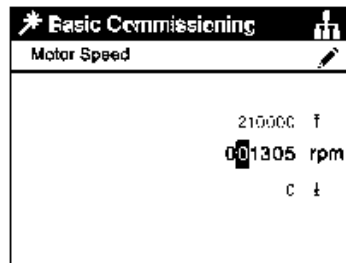 Basic Commissioning
Motor Speed
210000
001305 rpm
0